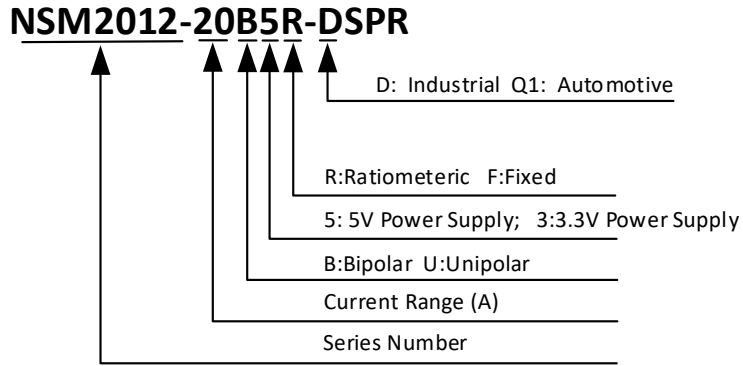 NSM2012-20B5R-DSPR
D: Industrial Q1: Automotive
R:Ratiometeric F:Fixed
5: 5V Power Supply; 3:3.3V Power Supply
B:Bipolar U:Unipolar
Current Range (A)
Series Number